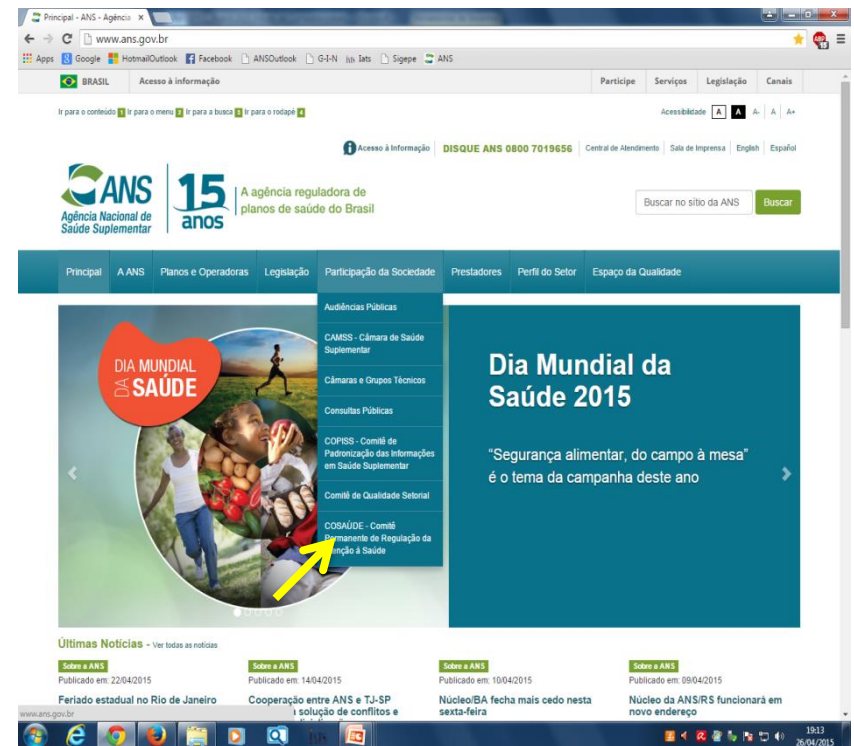 Principal - ANS - Agência
www.ans.gov.br
Apps Google HotmailOutlook Facebook ANSOutlook G-I-N Iats Sigepe ANS
BRASIL Acesso à informação Participe Serviços Legislação Canais
Ir para o conteúdo 1 Ir para o menu 2 Ir para a busca 3 Ir para o rodapé 4 Acessibilidade A A A- A A+
Acesso à Informação DISQUE ANS 0800 7019656 Central de Atendimento Sala de Imprensa English Español
ANS
Agência Nacional de
Saúde Suplementar
15
anos
A agência reguladora de
planos de saúde do Brasil
Buscar no sítio da ANS Buscar
Principal A ANS Planos e Operadoras Legislação Participação da Sociedade Prestadores Perfil do Setor Espaço da Qualidade
Audiências Públicas
CAMSS - Câmara de Saúde
Suplementar
Câmaras e Grupos Técnicos
Consultas Públicas
COPISS - Comitê de
Padronização das Informações
em Saúde Suplementar
Comitê de Qualidade Setorial
COSAÚDE - Comitê
Permanente de Regulação da
Atenção à Saúde
DIA MUNDIAL
DA SAÚDE
Dia Mundial da
Saúde 2015
“Segurança alimentar, do campo à mesa”
é o tema da campanha deste ano
Últimas Notícias - Ver todas as notícias
Sobre a ANS
Publicado em: 22/04/2015
Feriado estadual no Rio de Janeiro
Sobre a ANS
Publicado em: 14/04/2015
Cooperação entre ANS e TJ-SP
solução de conflitos e
Sobre a ANS
Publicado em: 10/04/2015
Núcleo/BA fecha mais cedo nesta
sexta-feira
Sobre a ANS
Publicado em: 09/04/2015
Núcleo da ANS/RS funcionará em
novo endereço
www.ans.gov.br
19:13
26/04/2015